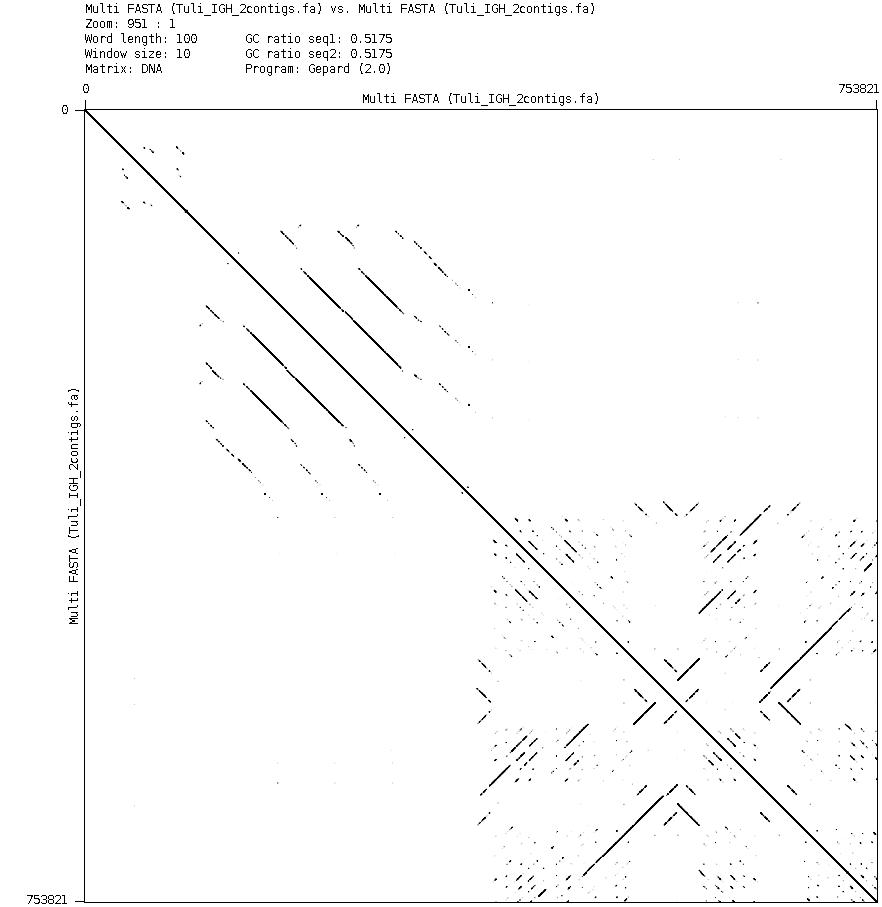 Multi FASTA (Tuli_IGH_2contigs.fa) vs. Multi FASTA (Tuli_IGH_2contigs.fa)
Zoom: 951 : 1
Word length: 100 GC ratio seq1: 0.5175
Window size: 10 GC ratio seq2: 0.5175
Matrix: DNA Program: Gepard (2.0)
0 753821
Multi FASTA (Tuli_IGH_2contigs.fa)
0
Multi FASTA (Tuli_IGH_2contigs.fa)
753821